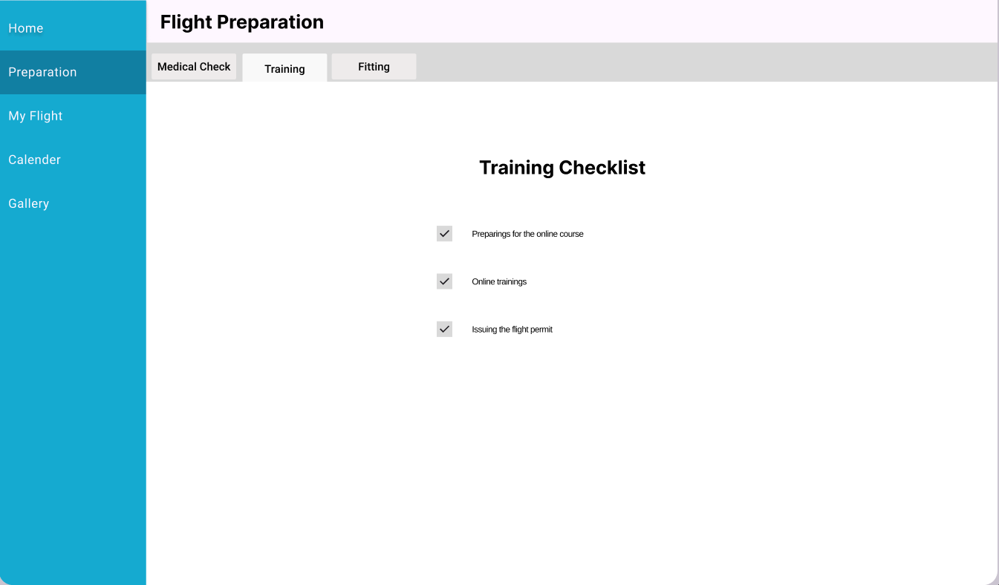 Home
Preparation
My Flight
Calender
Gallery
Flight Preparation
Medical Check
Training
Fitting
Training Checklist
Preparings for the online course
Online trainings
Issuing the flight permit